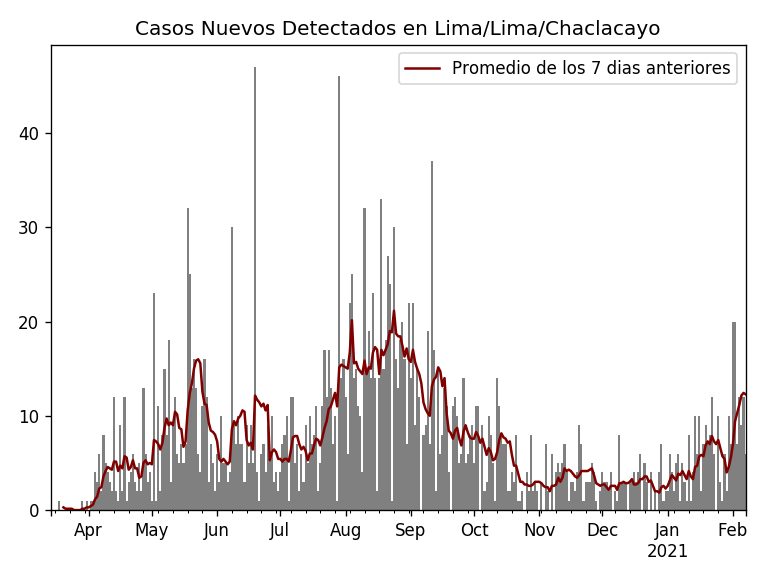 Casos Nuevos Detectados en Lima/Lima/Chaclacayo
Promedio de los 7 dias anteriores
40
30
20
10
0
Apr May Jun Jul Aug Sep Oct Nov Dec Jan Feb
2021